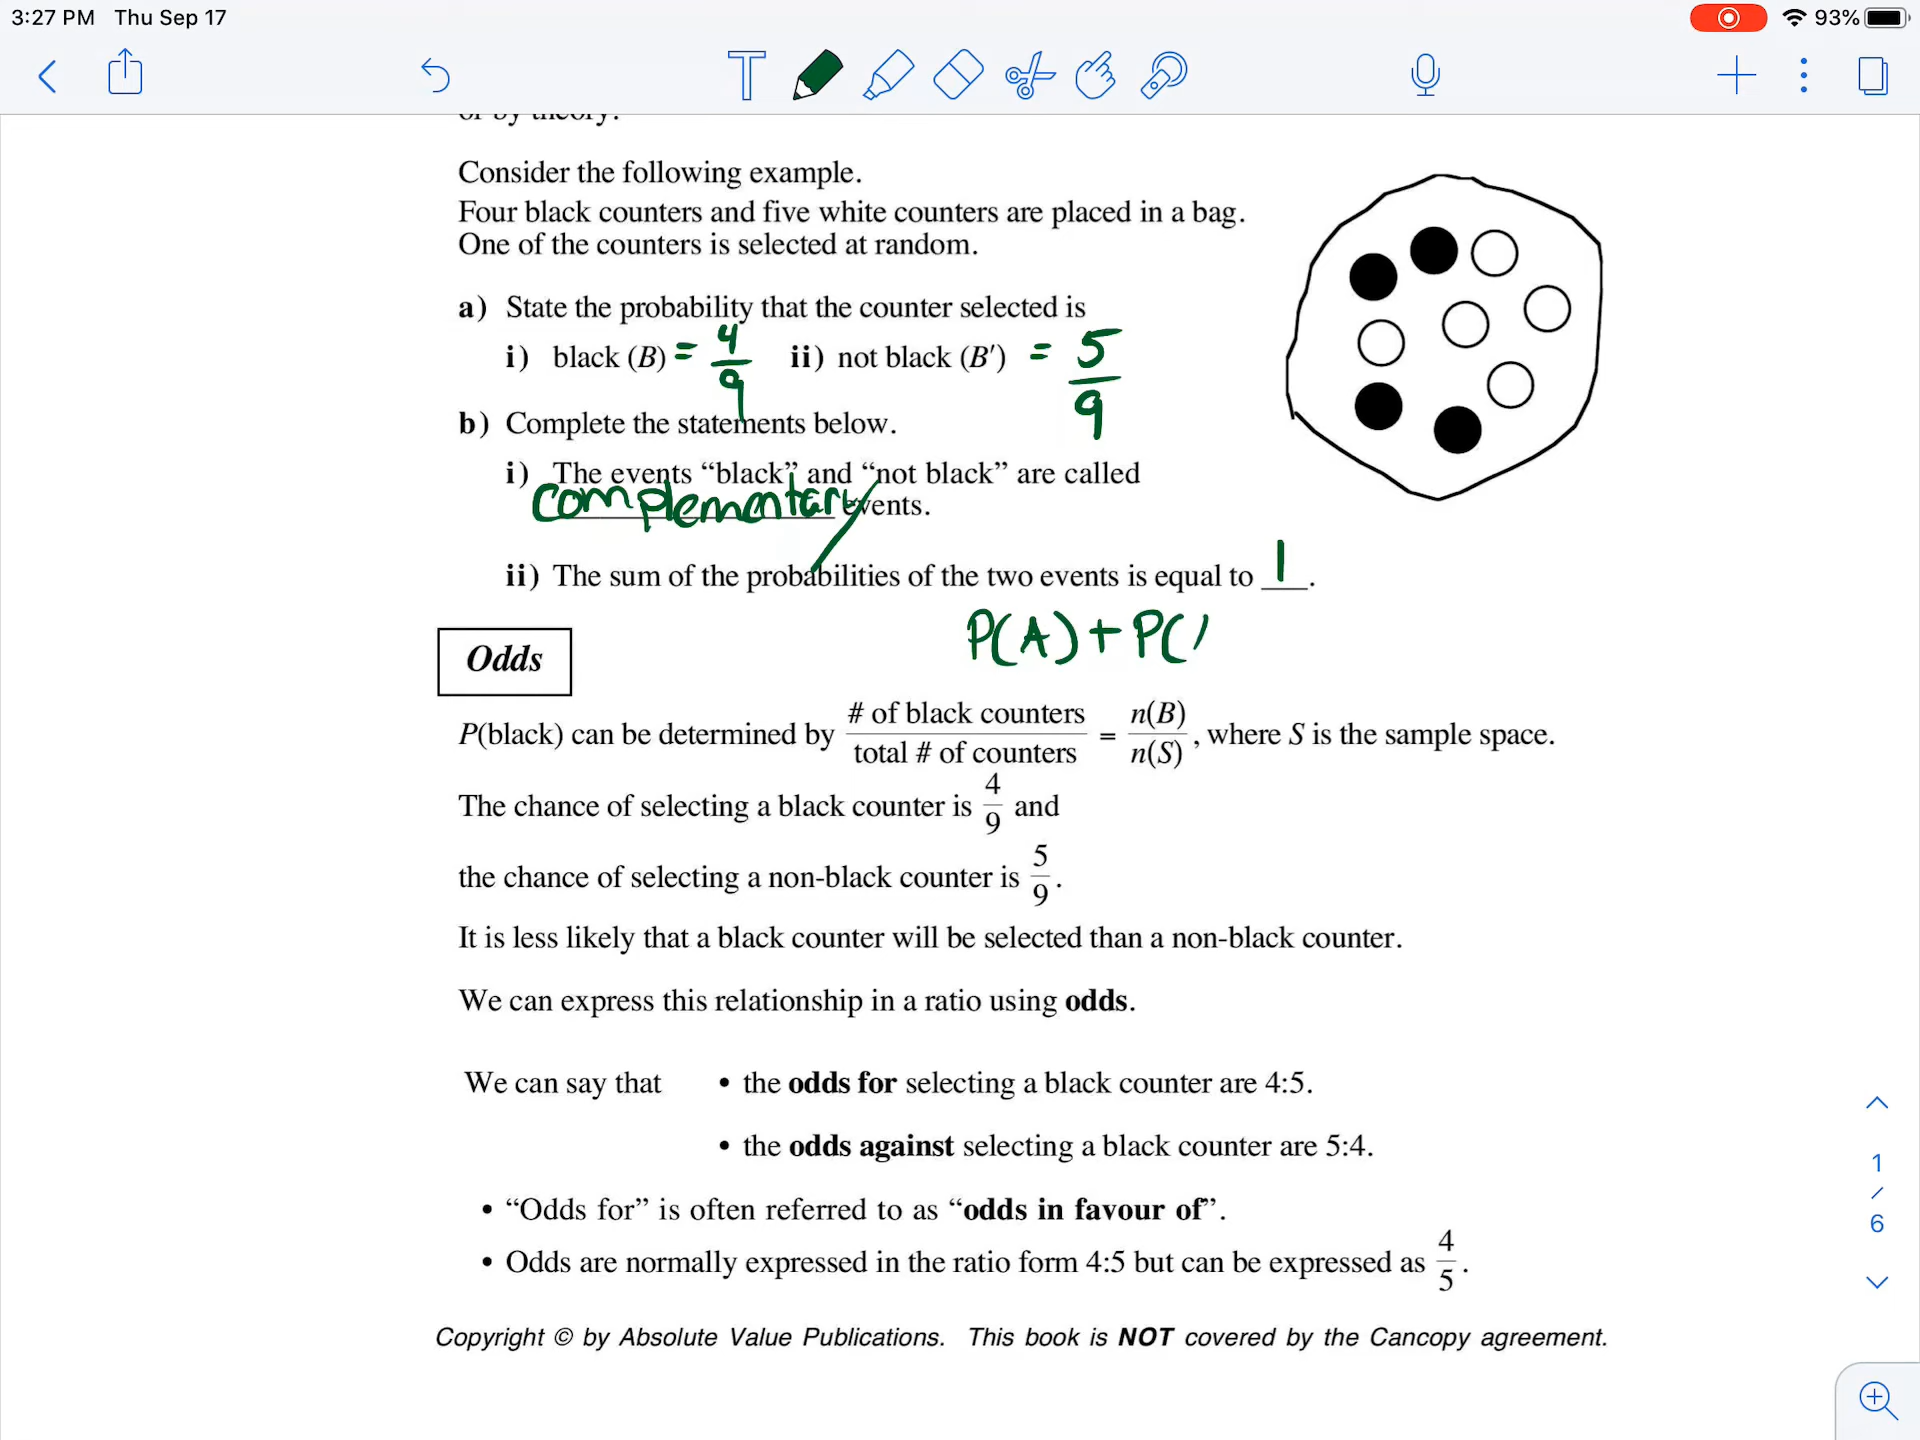 3:27 PM Thu Sep 17
93%
or by theory.
Consider the following example.
Four black counters and five white counters are placed in a bag.
One of the counters is selected at random.
a) State the probability that the counter selected is
i) black (B) = 4/9 ii) not black (B′) = 5/9
b) Complete the statements below.
i) The events “black” and “not black” are called
complementary events.
ii) The sum of the probabilities of the two events is equal to 1.
P(A)+P(
Odds
P(black) can be determined by # of black counters / total # of counters = n(B)/n(S), where S is the sample space.
The chance of selecting a black counter is 4/9 and
the chance of selecting a non-black counter is 5/9.
It is less likely that a black counter will be selected than a non-black counter.
We can express this relationship in a ratio using odds.
We can say that • the odds for selecting a black counter are 4:5.
• the odds against selecting a black counter are 5:4.
• “Odds for” is often referred to as “odds in favour of”.
• Odds are normally expressed in the ratio form 4:5 but can be expressed as 4/5.
Copyright © by Absolute Value Publications. This book is NOT covered by the Cancopy agreement.
1
/
6